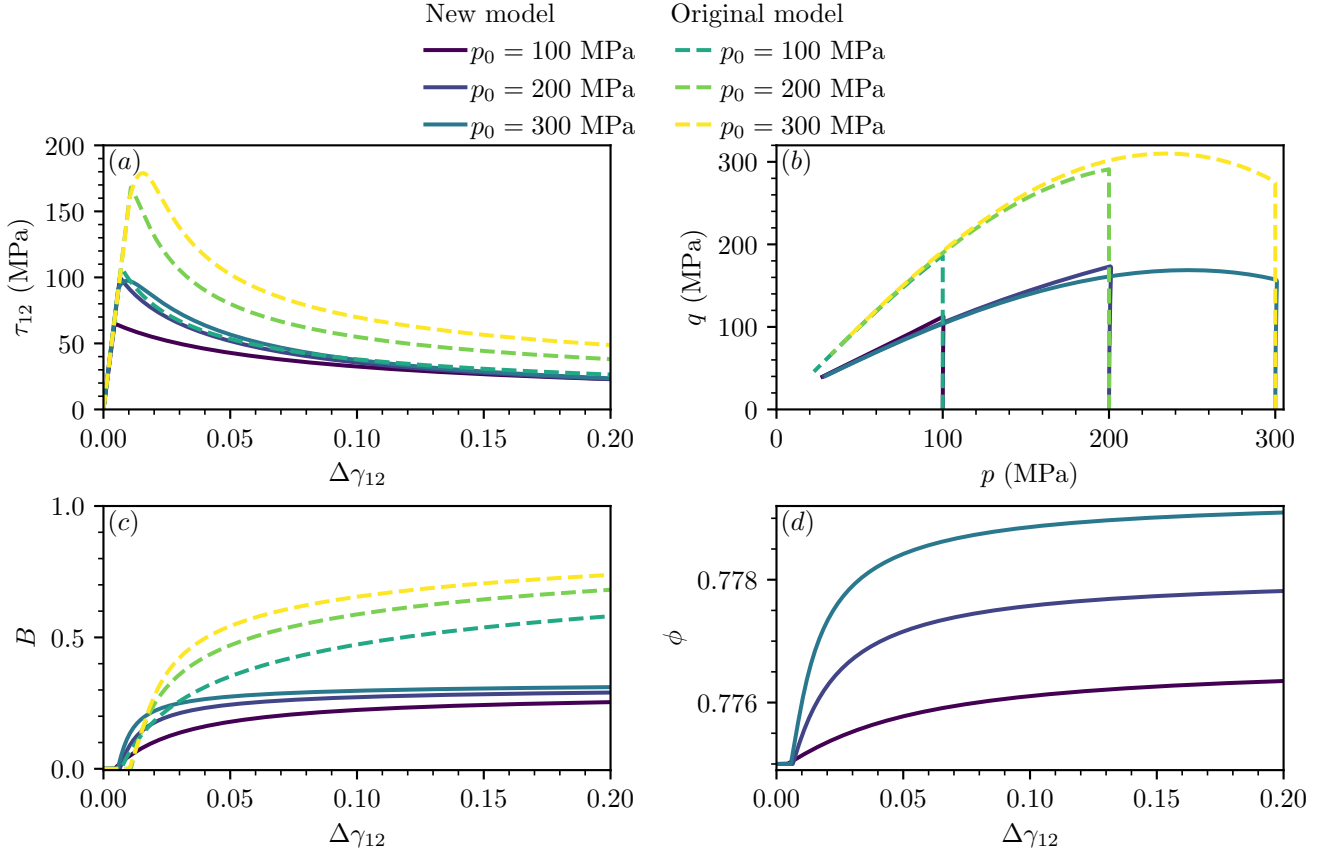 New model Original model
p₀ = 100 MPa p₀ = 100 MPa
p₀ = 200 MPa p₀ = 200 MPa
p₀ = 300 MPa p₀ = 300 MPa
(a)
τ₁₂ (MPa)
200
150
100
50
0
0.00 0.05 0.10 0.15 0.20
Δγ₁₂
(b)
q (MPa)
300
200
100
0
0 100 200 300
p (MPa)
(c)
B
1.0
0.5
0.0
0.00 0.05 0.10 0.15 0.20
Δγ₁₂
(d)
ϕ
0.778
0.776
0.00 0.05 0.10 0.15 0.20
Δγ₁₂